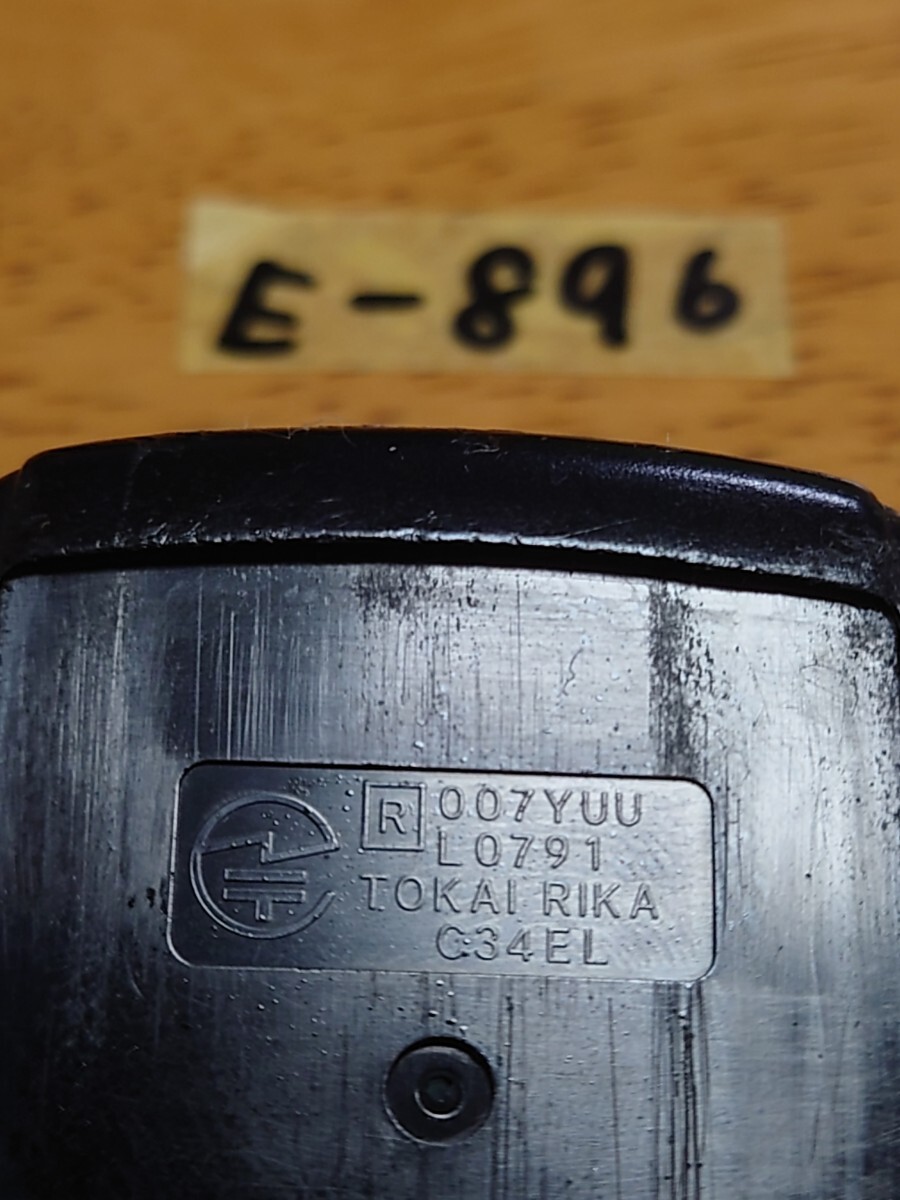 E-896
R 007YUU
L0791
TOKAI RIKA
C34EL